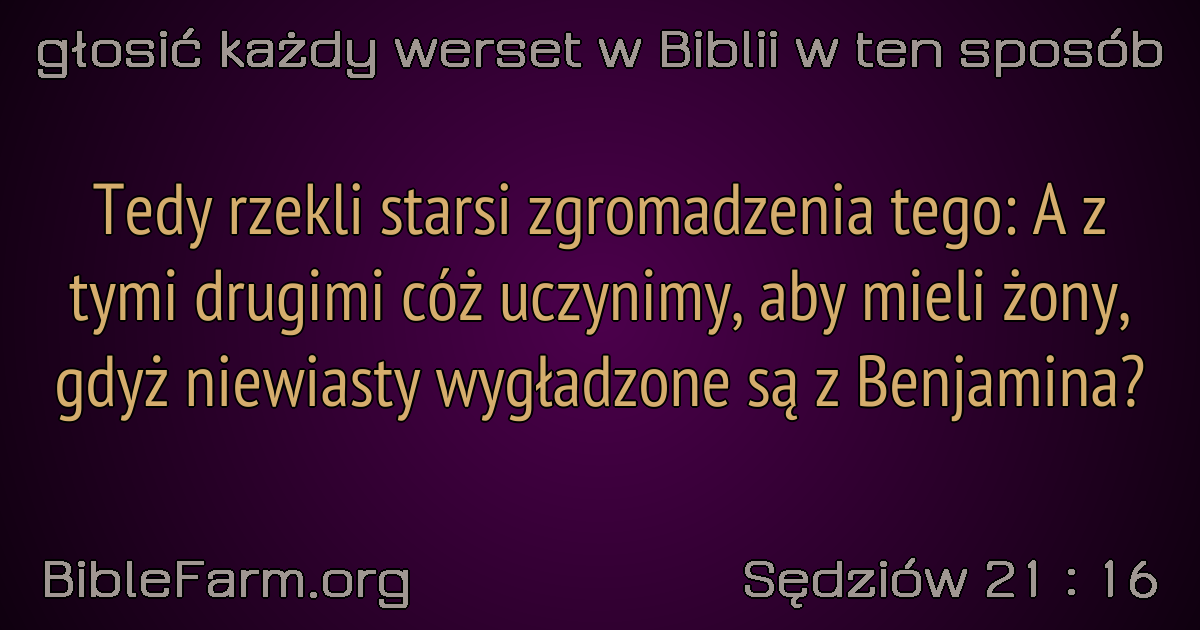 głosić każdy werset w Biblii w ten sposób
Tedy rzekli starsi zgromadzenia tego: A z
tymi drugimi cóż uczynimy, aby mieli żony,
gdyż niewiasty wygładzone są z Benjamina?
BibleFarm.org
Sędziów 21 : 16